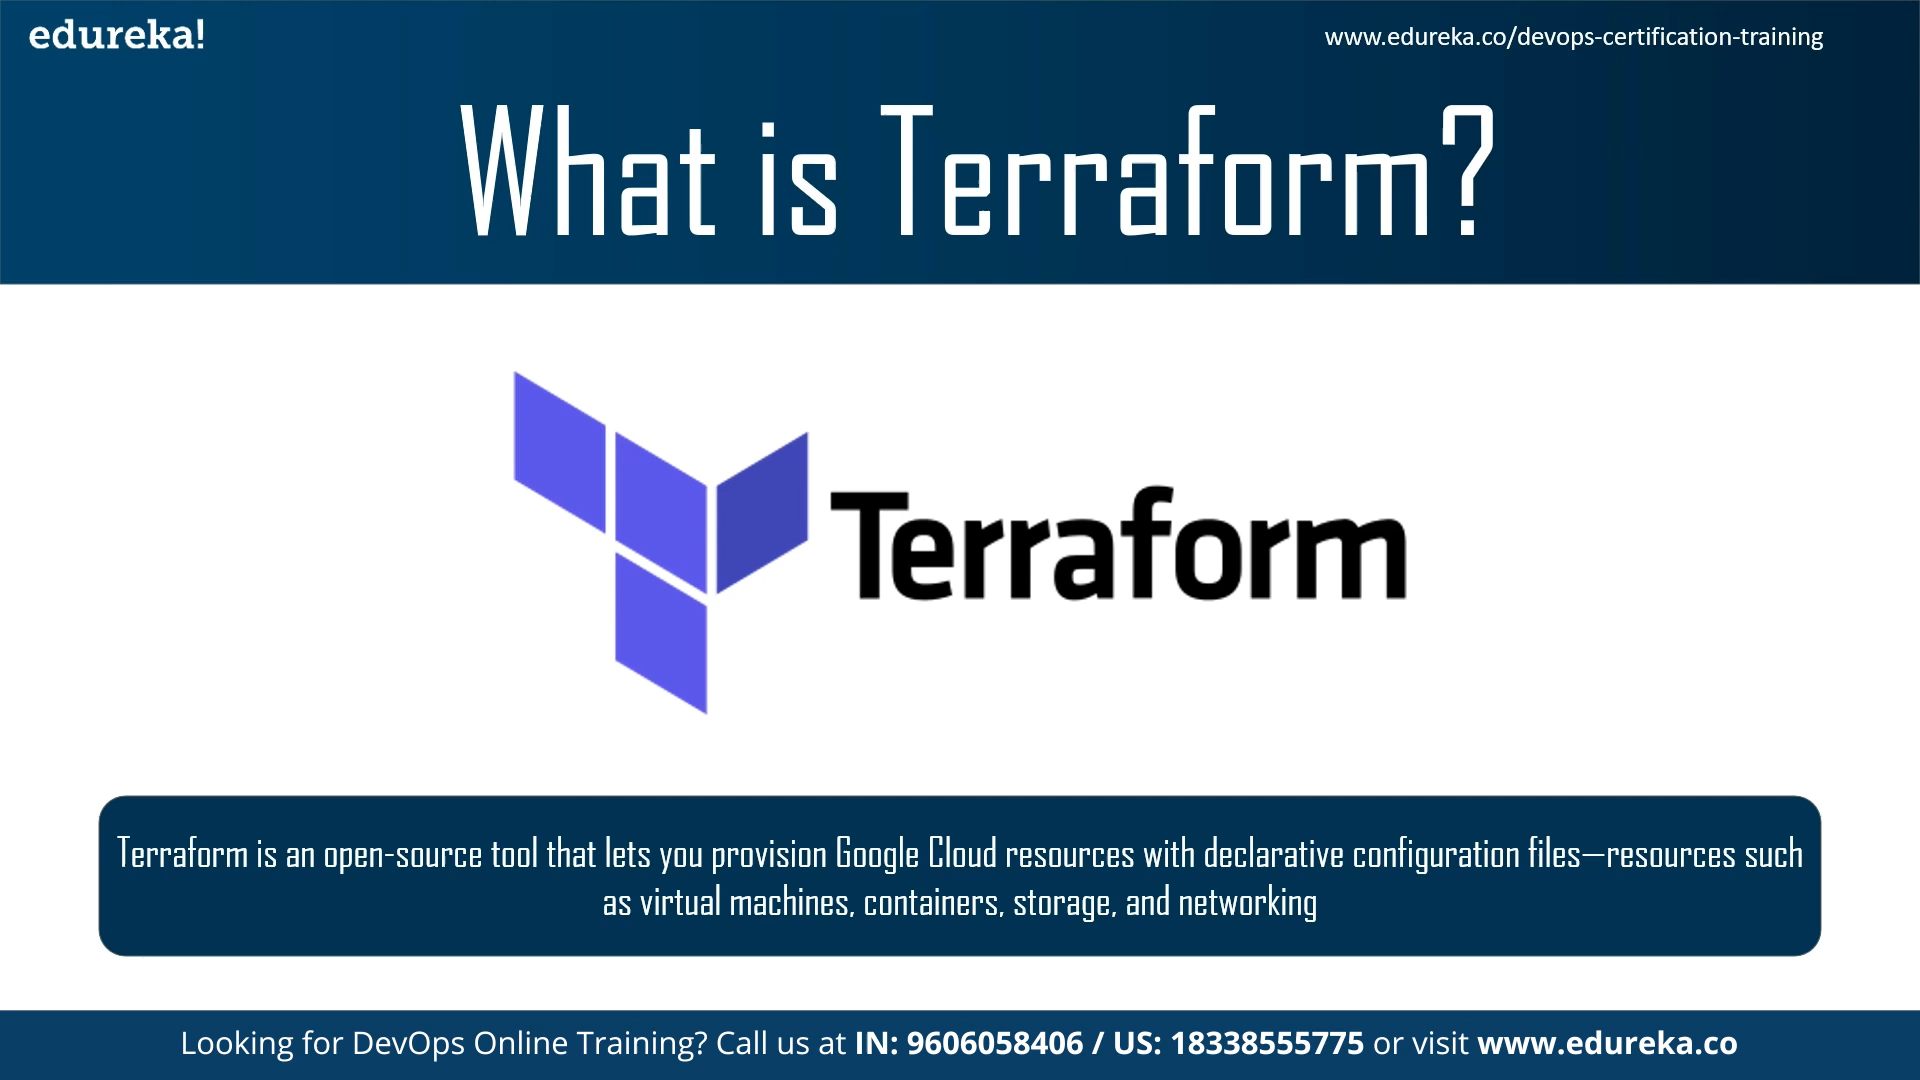 edureka!
www.edureka.co/devops-certification-training
What is Terraform?
Terraform
Terraform is an open-source tool that lets you provision Google Cloud resources with declarative configuration files—resources such
as virtual machines, containers, storage, and networking
Looking for DevOps Online Training? Call us at IN: 9606058406 / US: 18338555775 or visit www.edureka.co